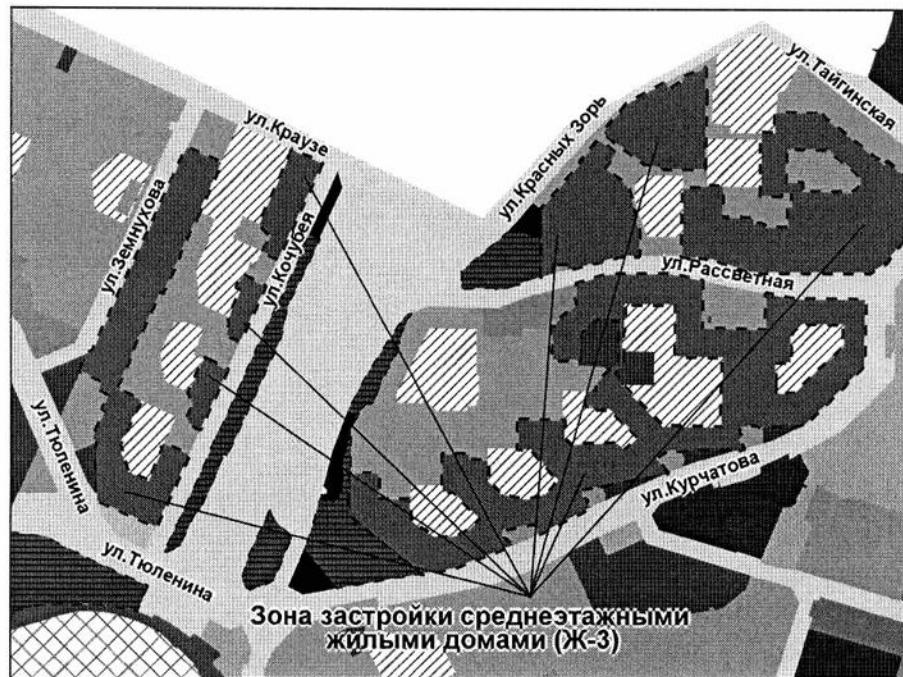 ул.Тайгинская
ул.Краузе
ул.Красных Зорь
ул.Земнухова
ул.Кочубея
ул.Рассветная
ул.Тюленина
ул.Курчатова
ул.Тюленина
Зона застройки среднеэтажными
жилыми домами (Ж-3)